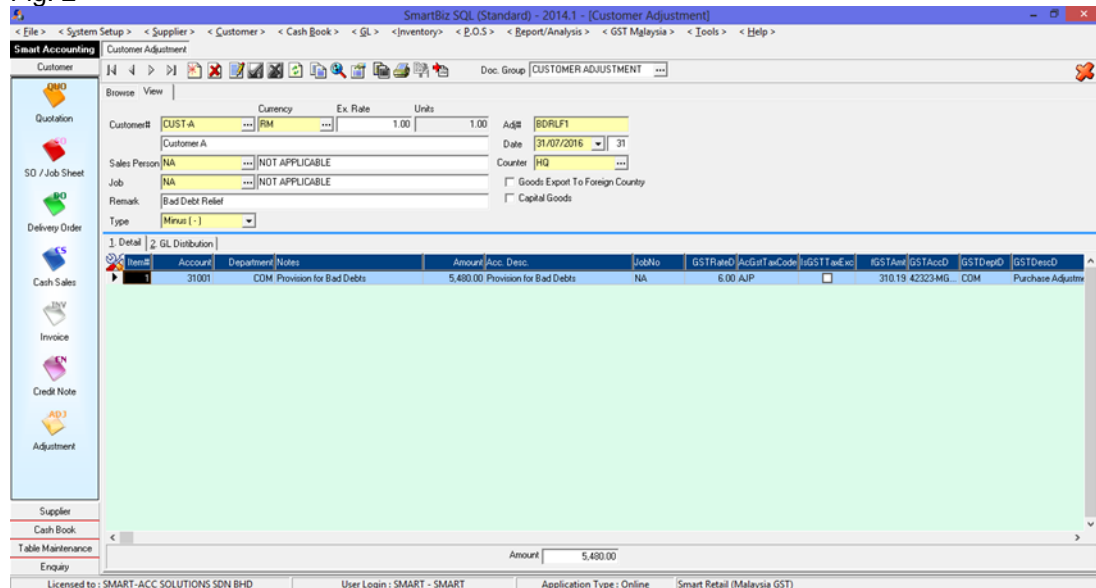 SmartBiz SQL (Standard) - 2014.1 - [Customer Adjustment]
< File > < System Setup > < Supplier > < Customer > < Cash Book > < GL > <Inventory> < P.O.S > < Report/Analysis > < GST Malaysia > < Tools > < Help >
Smart Accounting Customer Adjustment
Customer Doc. Group CUSTOMER ADJUSTMENT ...
QUO Browse View
Quotation
Currency Ex. Rate Units
Customer# CUST-A ... RM ... 1.00 1.00 Adj# BDRLF1
Customer A Date 31/07/2016 31
SO
Sales Person NA ... NOT APPLICABLE Counter HQ ...
SO / Job Sheet
Job NA ... NOT APPLICABLE Goods Export To Foreign Country
DO
Remark Bad Debt Relief Capital Goods
Type Minus [ - ]
Delivery Order
1. Detail 2. GL Distibution
CS
Item# Account Department Notes Amount Acc. Desc. JobNo GSTRateD AcGstTaxCode IsGSTTaxExc fGSTAmt GSTAccD GSTDeptD GSTDescD
1 31001 COM Provision for Bad Debts 5,480.00 Provision for Bad Debts NA 6.00 AJP 310.19 42323-MG... COM Purchase Adjustm
Cash Sales
INV
Invoice
CN
Credit Note
ADJ
Adjustment
Supplier
Cash Book
Table Maintenance
Amount 5,480.00
Enquiry
Licensed to : SMART-ACC SOLUTIONS SDN BHD User Login : SMART - SMART Application Type : Online Smart Retail (Malaysia GST)